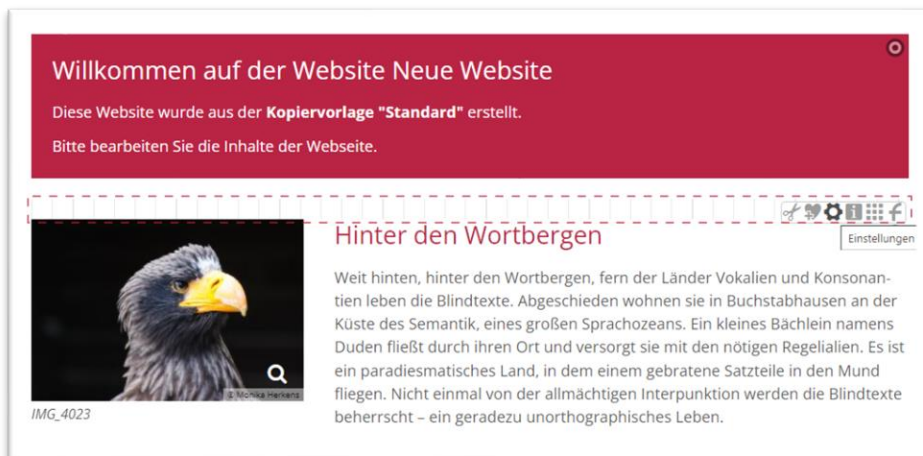 Willkommen auf der Website Neue Website
Diese Website wurde aus der Kopiervorlage "Standard" erstellt.
Bitte bearbeiten Sie die Inhalte der Webseite.
Einstellungen
Hinter den Wortbergen
Weit hinten, hinter den Wortbergen, fern der Länder Vokalien und Konsonan-
tien leben die Blindtexte. Abgeschieden wohnen sie in Buchstabhausen an der
Küste des Semantik, eines großen Sprachozeans. Ein kleines Bächlein namens
Duden fließt durch ihren Ort und versorgt sie mit den nötigen Regelialien. Es ist
ein paradiesmatisches Land, in dem einem gebratene Satzteile in den Mund
fliegen. Nicht einmal von der allmächtigen Interpunktion werden die Blindtexte
beherrscht – ein geradezu unorthographisches Leben.
© Monika Herkens
IMG_4023